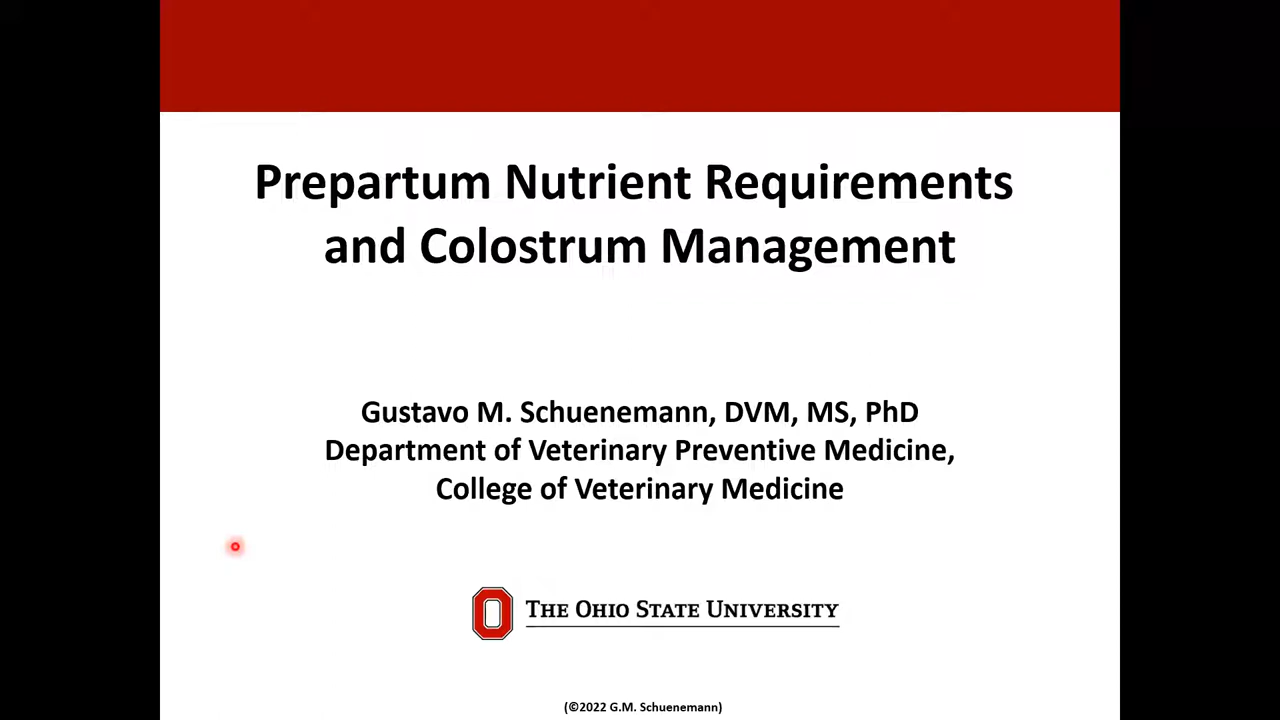 Prepartum Nutrient Requirements
and Colostrum Management
Gustavo M. Schuenemann, DVM, MS, PhD
Department of Veterinary Preventive Medicine,
College of Veterinary Medicine
THE OHIO STATE UNIVERSITY
(©2022 G.M. Schuenemann)